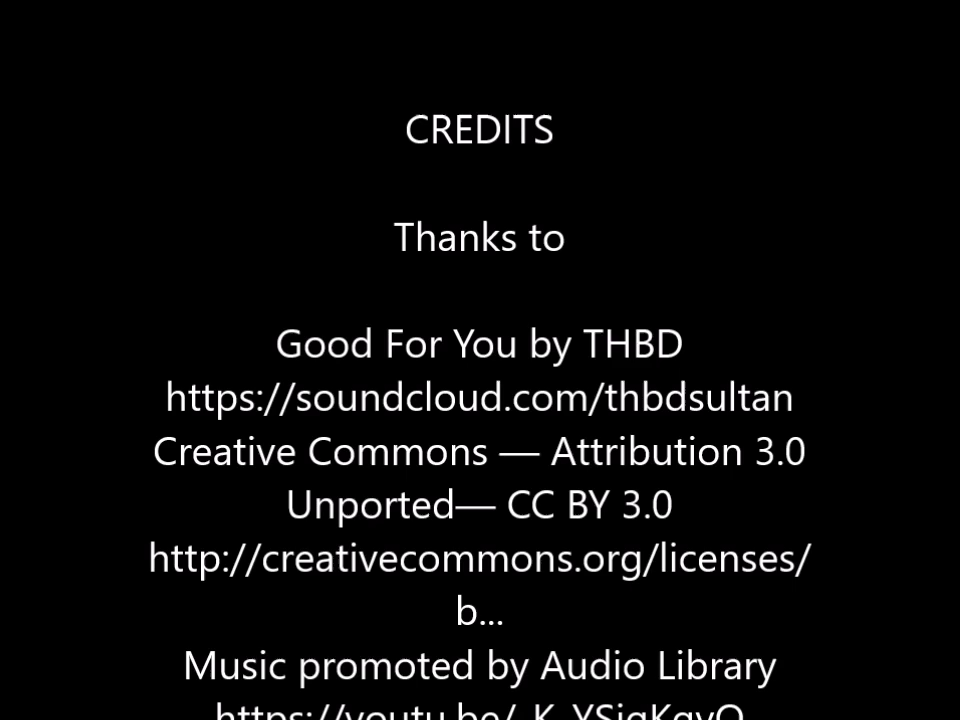 CREDITS
Thanks to
Good For You by THBD
https://soundcloud.com/thbdsultan
Creative Commons — Attribution 3.0
Unported— CC BY 3.0
http://creativecommons.org/licenses/
b...
Music promoted by Audio Library